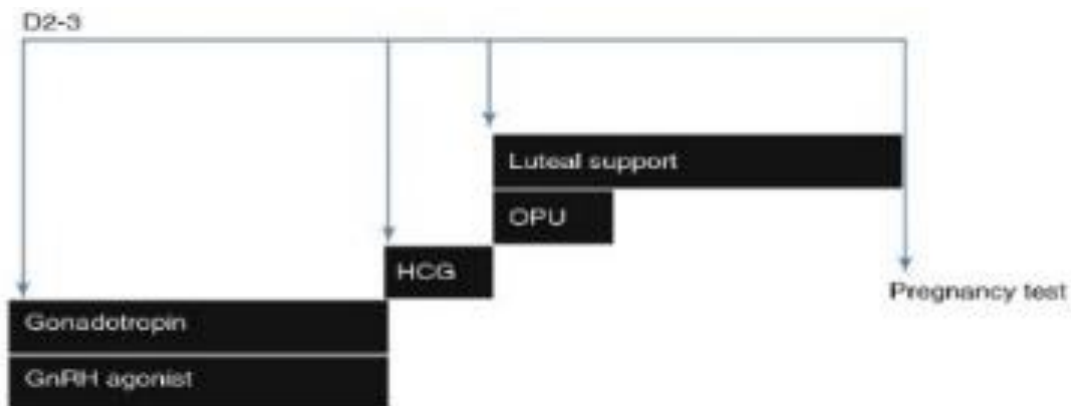 D2-3
Luteal support
OPU
HCG
Pregnancy test
Gonadotropin
GnRH agonist